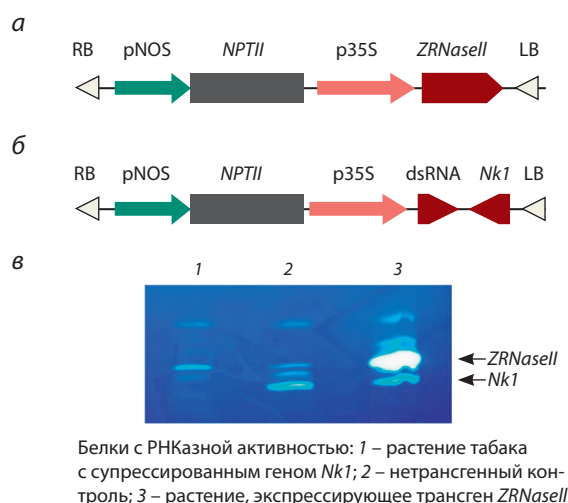 а
RB pNOS NPTII p35S ZRNaseII LB
б
RB pNOS NPTII p35S dsRNA Nk1 LB
в
1 2 3
ZRNaseII
Nk1
Белки с РНКазной активностью: 1 – растение табака
с супрессированным геном Nk1; 2 – нетрансгенный кон-
троль; 3 – растение, экспрессирующее трансген ZRNaseII